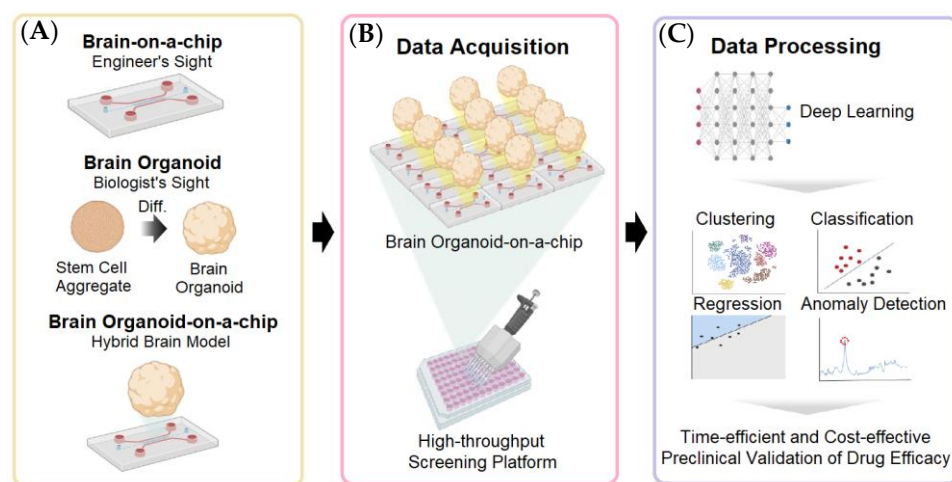 (A)
Brain-on-a-chip
Engineer's Sight
Brain Organoid
Biologist's Sight
Diff.
Stem Cell
Aggregate
Brain
Organoid
Brain Organoid-on-a-chip
Hybrid Brain Model
(B)
Data Acquisition
Brain Organoid-on-a-chip
High-throughput
Screening Platform
(C)
Data Processing
Deep Learning
Clustering
Classification
Regression
Anomaly Detection
Time-efficient and Cost-effective
Preclinical Validation of Drug Efficacy